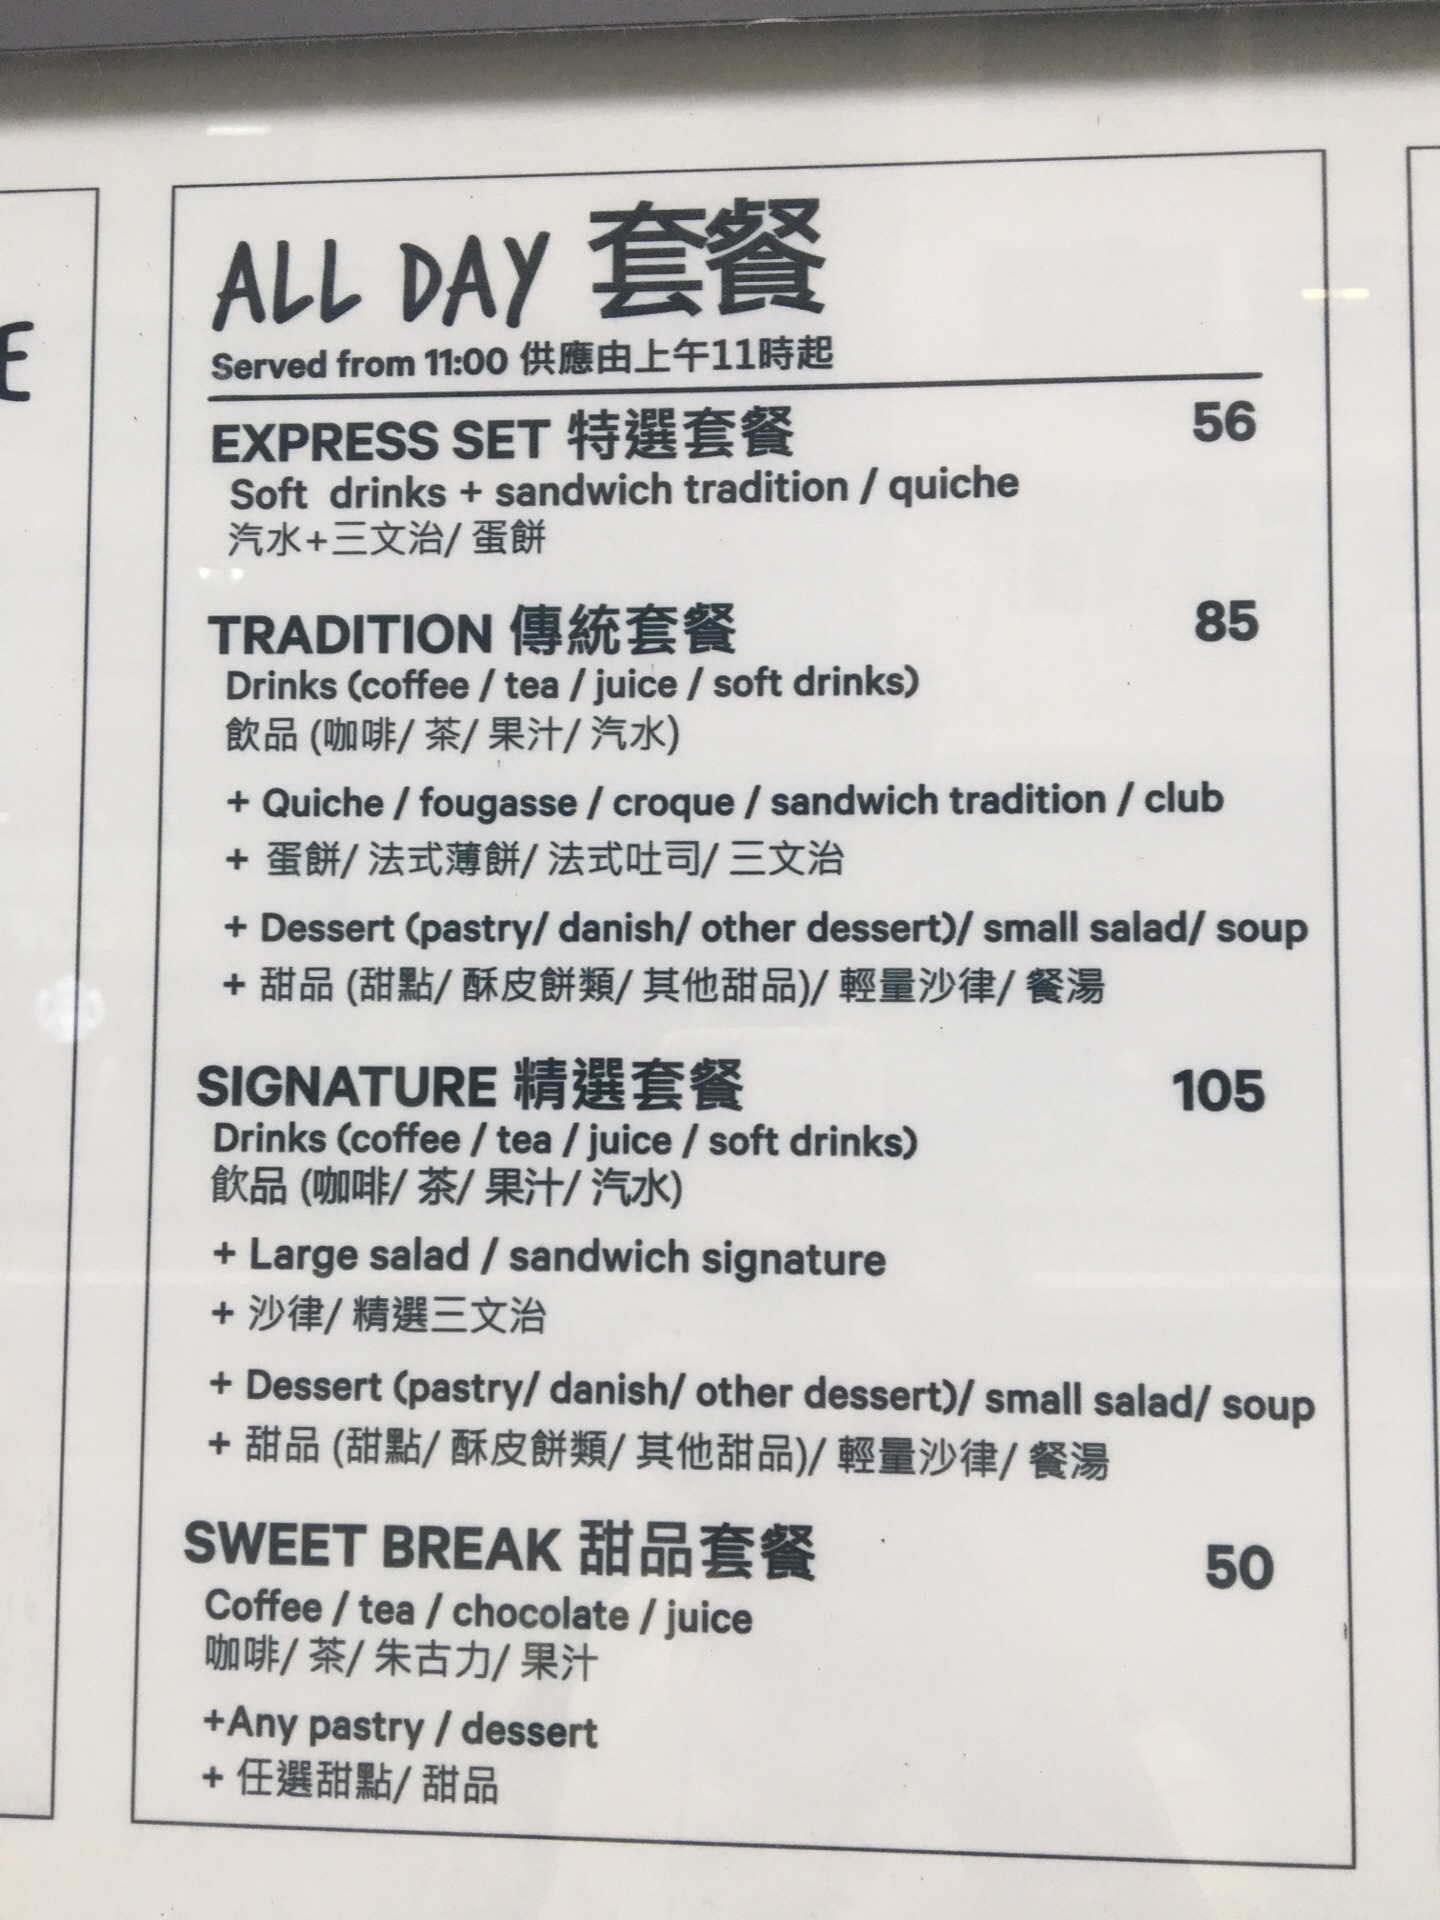 E
ALL DAY 套餐
Served from 11:00 供應由上午11時起
EXPRESS SET 特選套餐 56
Soft drinks + sandwich tradition / quiche
汽水+三文治/ 蛋餅
TRADITION 傳統套餐 85
Drinks (coffee / tea / juice / soft drinks)
飲品 (咖啡/ 茶/ 果汁/ 汽水)
+ Quiche / fougasse / croque / sandwich tradition / club
+ 蛋餅/ 法式薄餅/ 法式吐司/ 三文治
+ Dessert (pastry/ danish/ other dessert)/ small salad/ soup
+ 甜品 (甜點/ 酥皮餅類/ 其他甜品)/ 輕量沙律/ 餐湯
SIGNATURE 精選套餐 105
Drinks (coffee / tea / juice / soft drinks)
飲品 (咖啡/ 茶/ 果汁/ 汽水)
+ Large salad / sandwich signature
+ 沙律/ 精選三文治
+ Dessert (pastry/ danish/ other dessert)/ small salad/ soup
+ 甜品 (甜點/ 酥皮餅類/ 其他甜品)/ 輕量沙律/ 餐湯
SWEET BREAK 甜品套餐 50
Coffee / tea / chocolate / juice
咖啡/ 茶/ 朱古力/ 果汁
+Any pastry / dessert
+ 任選甜點/ 甜品